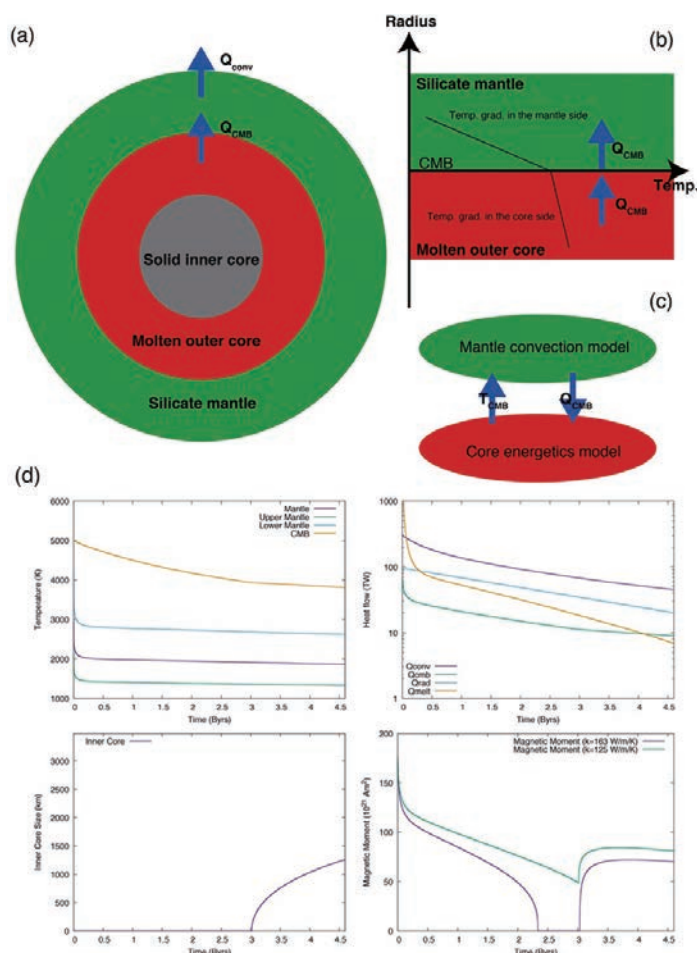 (a)
Q_conv
Q_CMB
Solid inner core
Molten outer core
Silicate mantle
Radius
(b)
Silicate mantle
Temp. grad. in the mantle side
Q_CMB
CMB
Temp.
Temp. grad. in the core side
Q_CMB
Molten outer core
(c)
Mantle convection model
T_CMB
Q_CMB
Core energetics model
(d)
6000
5000
4000
3000
2000
1000
Temperature (K)
Mantle
Upper Mantle
Lower Mantle
CMB
0 0.5 1 1.5 2 2.5 3 3.5 4 4.5
Time (Byrs)
1000
100
10
1
Heat flow (TW)
Qconv
Qcmb
Qrad
Qmelt
0 0.5 1 1.5 2 2.5 3 3.5 4 4.5
Time (Byrs)
Inner Core
3000
2500
2000
1500
1000
500
0
Inner Core Size (km)
0 0.5 1 1.5 2 2.5 3 3.5 4 4.5
Time (Byrs)
200
150
100
50
0
Magnetic Moment (10²¹ Am²)
Magnetic Moment (k=163 W/m/K)
Magnetic Moment (k=125 W/m/K)
0 0.5 1 1.5 2 2.5 3 3.5 4 4.5
Time (Byrs)